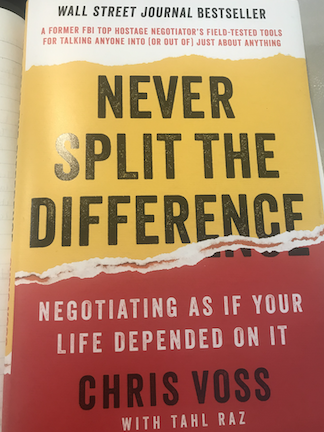 WALL STREET JOURNAL BESTSELLER
A FORMER FBI TOP HOSTAGE NEGOTIATOR'S FIELD-TESTED TOOLS
FOR TALKING ANYONE INTO (OR OUT OF) JUST ABOUT ANYTHING
NEVER
SPLIT THE
DIFFERENCE
ENCE
NEGOTIATING AS IF YOUR
LIFE DEPENDED ON IT
CHRIS VOSS
WITH TAHL RAZ